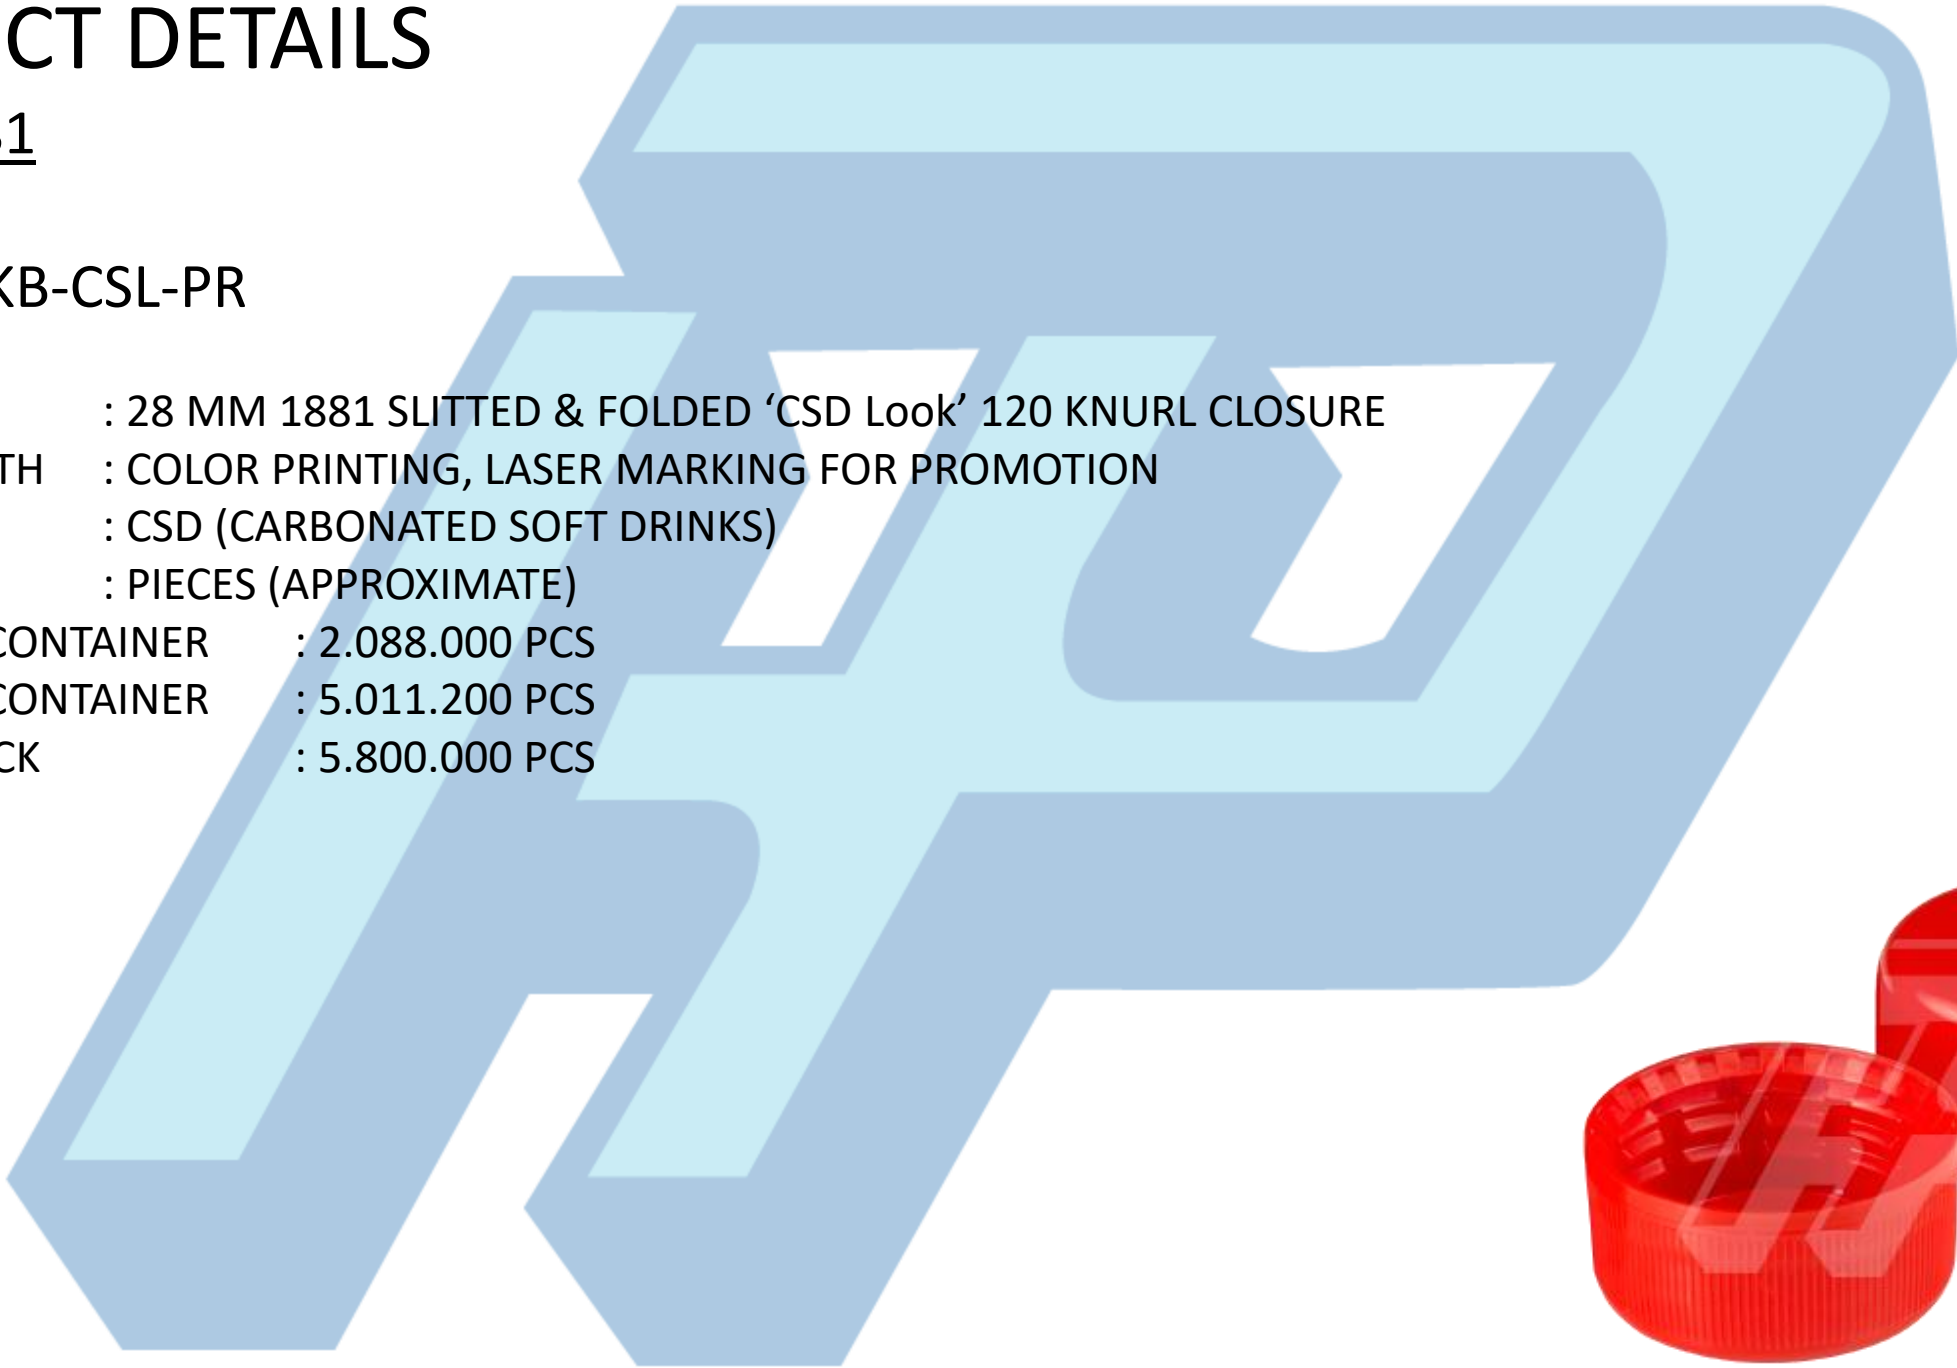 CT DETAILS
81
KB-CSL-PR
: 28 MM 1881 SLITTED & FOLDED ‘CSD Look’ 120 KNURL CLOSURE
TH : COLOR PRINTING, LASER MARKING FOR PROMOTION
: CSD (CARBONATED SOFT DRINKS)
: PIECES (APPROXIMATE)
CONTAINER : 2.088.000 PCS
CONTAINER : 5.011.200 PCS
CK : 5.800.000 PCS